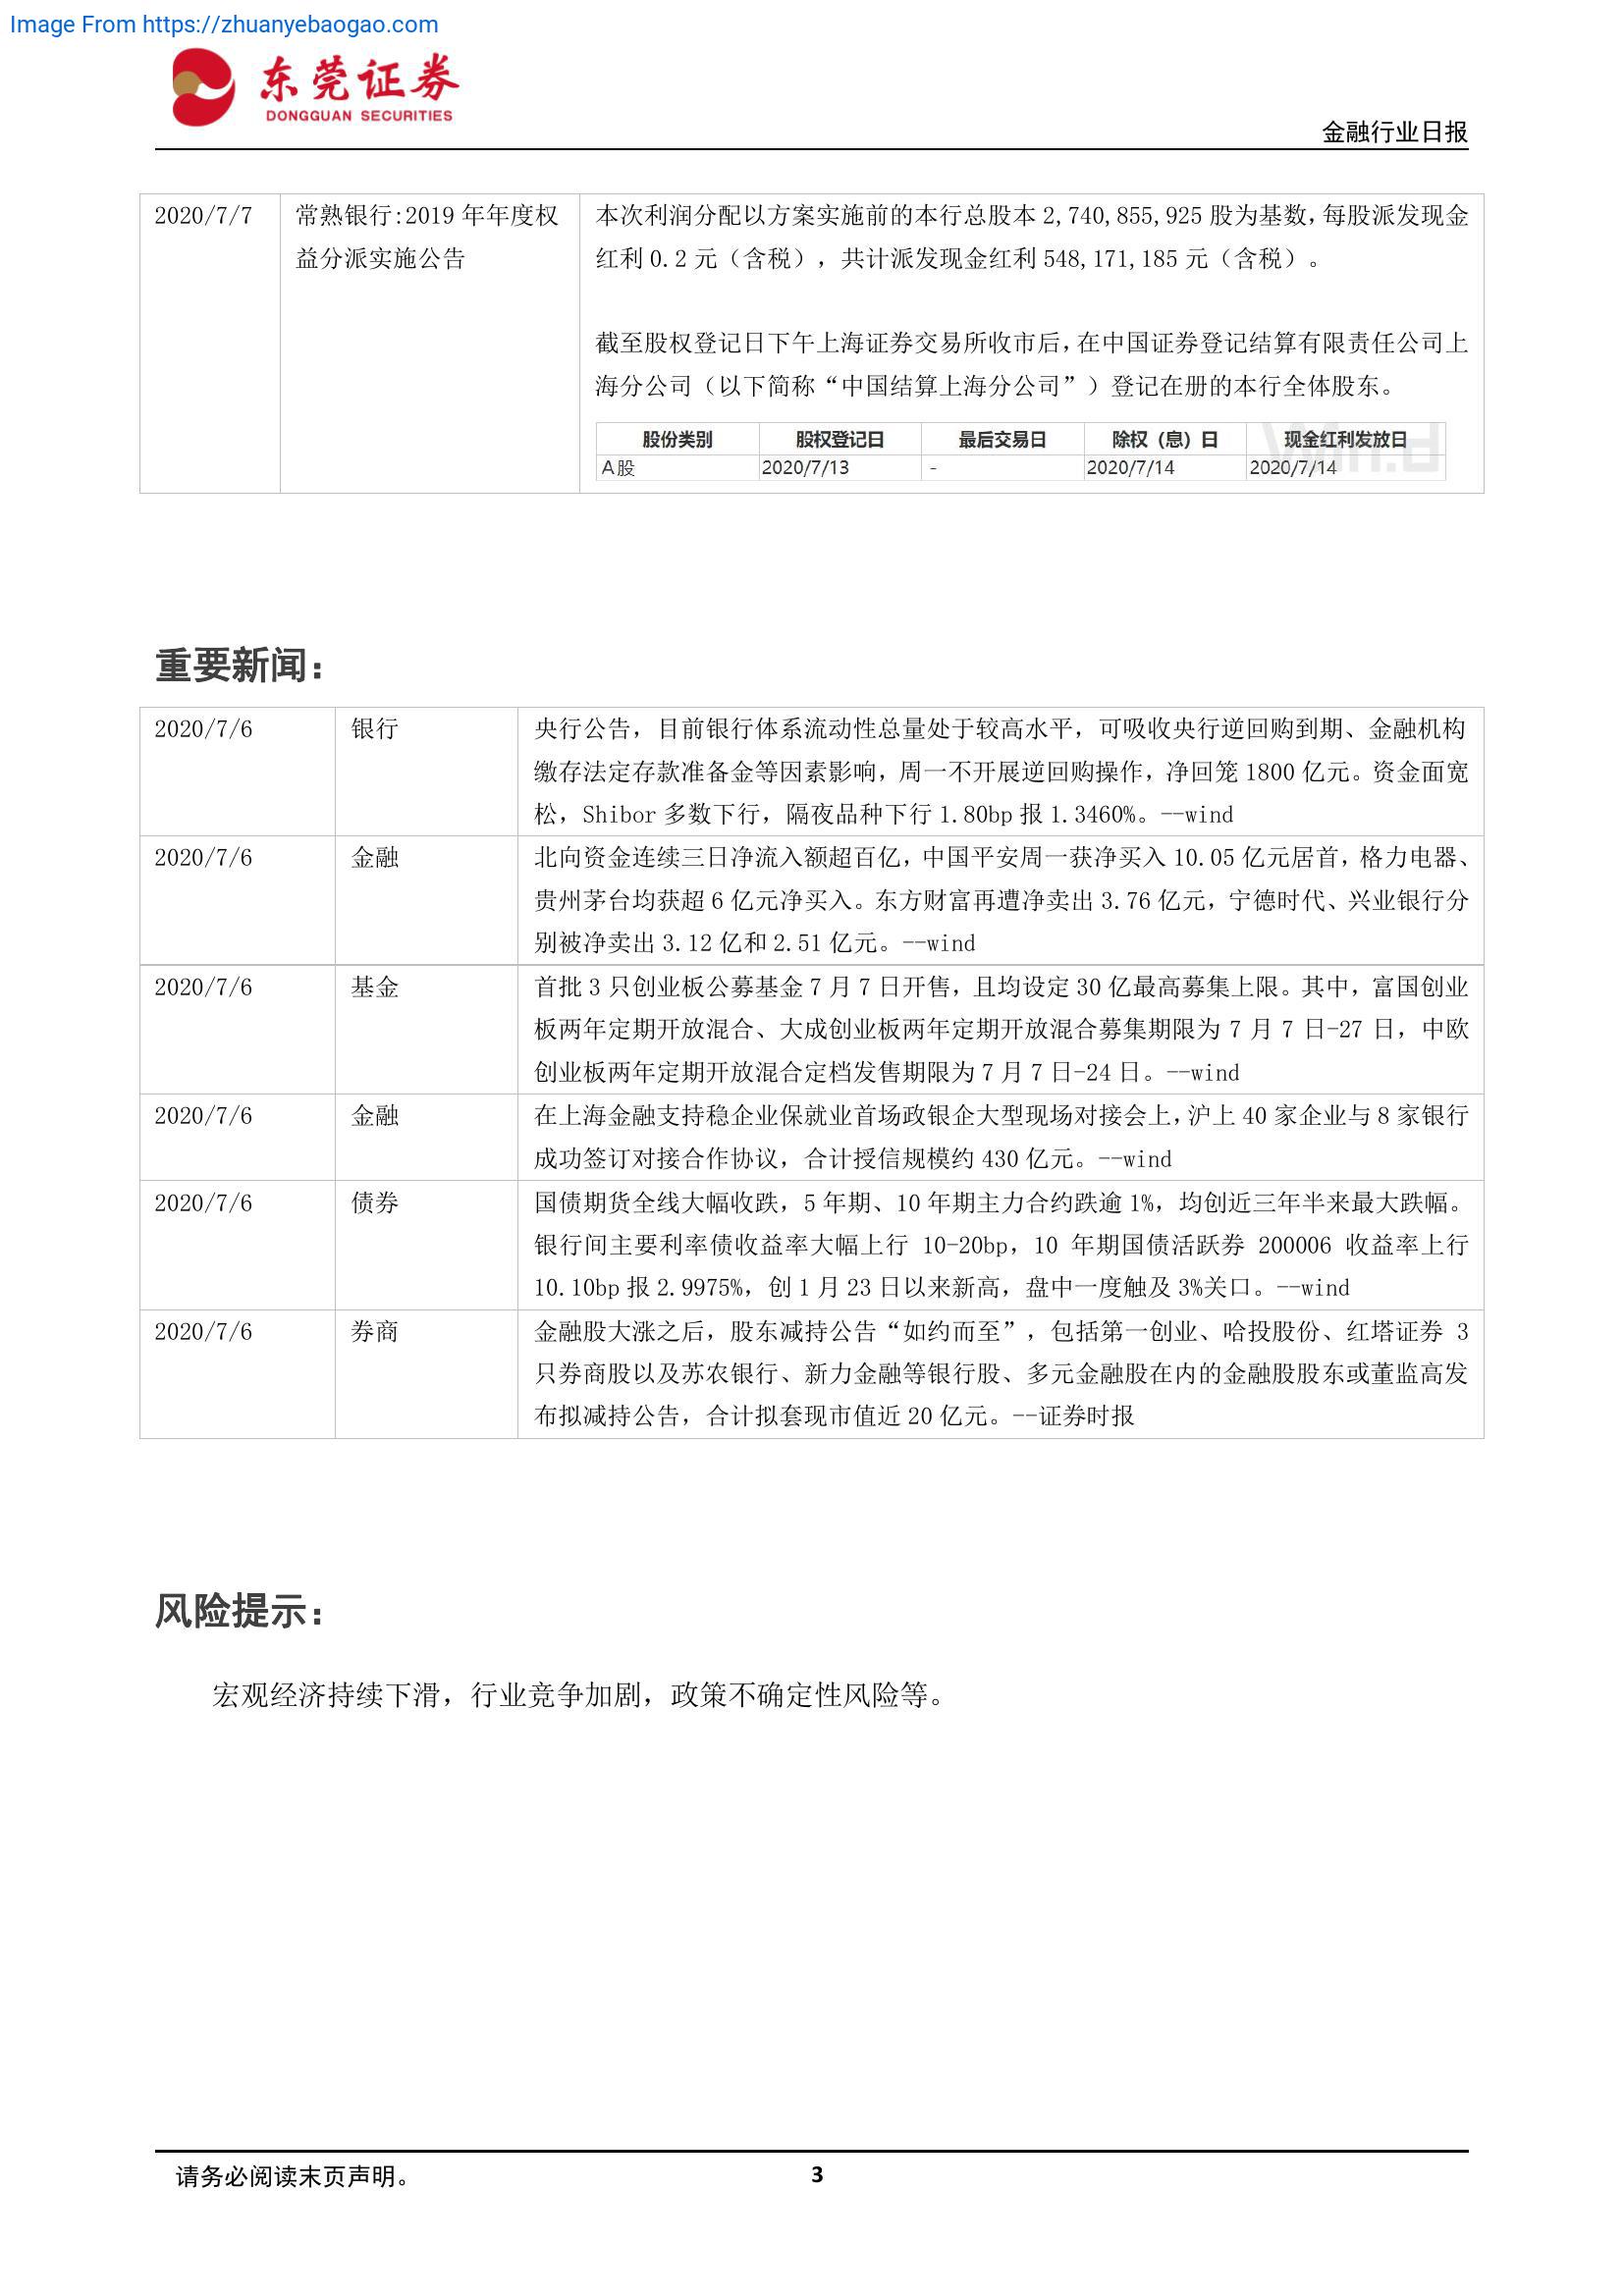 Image From https://zhuanyebaogao.com
东莞证券
DONGGUAN SECURITIES
金融行业日报
2020/7/7 常熟银行:2019 年年度权 本次利润分配以方案实施前的本行总股本 2,740,855,925 股为基数，每股派发现金
益分派实施公告 红利 0.2 元（含税），共计派发现金红利 548,171,185 元（含税）。
截至股权登记日下午上海证券交易所收市后，在中国证券登记结算有限责任公司上
海分公司（以下简称“中国结算上海分公司”）登记在册的本行全体股东。
股份类别 股权登记日 最后交易日 除权（息）日 现金红利发放日
A股 2020/7/13 - 2020/7/14 2020/7/14
Win.d
重要新闻：
2020/7/6 银行 央行公告，目前银行体系流动性总量处于较高水平，可吸收央行逆回购到期、金融机构
缴存法定存款准备金等因素影响，周一不开展逆回购操作，净回笼 1800 亿元。资金面宽
松，Shibor 多数下行，隔夜品种下行 1.80bp 报 1.3460%。--wind
2020/7/6 金融 北向资金连续三日净流入额超百亿，中国平安周一获净买入 10.05 亿元居首，格力电器、
贵州茅台均获超 6 亿元净买入。东方财富再遭净卖出 3.76 亿元，宁德时代、兴业银行分
别被净卖出 3.12 亿和 2.51 亿元。--wind
2020/7/6 基金 首批 3 只创业板公募基金 7 月 7 日开售，且均设定 30 亿最高募集上限。其中，富国创业
板两年定期开放混合、大成创业板两年定期开放混合募集期限为 7 月 7 日-27 日，中欧
创业板两年定期开放混合定档发售期限为 7 月 7 日-24 日。--wind
2020/7/6 金融 在上海金融支持稳企业保就业首场政银企大型现场对接会上，沪上 40 家企业与 8 家银行
成功签订对接合作协议，合计授信规模约 430 亿元。--wind
2020/7/6 债券 国债期货全线大幅收跌，5 年期、10 年期主力合约跌逾 1%，均创近三年半来最大跌幅。
银行间主要利率债收益率大幅上行 10-20bp，10 年期国债活跃券 200006 收益率上行
10.10bp 报 2.9975%，创 1 月 23 日以来新高，盘中一度触及 3%关口。--wind
2020/7/6 券商 金融股大涨之后，股东减持公告“如约而至”，包括第一创业、哈投股份、红塔证券 3
只券商股以及苏农银行、新力金融等银行股、多元金融股在内的金融股股东或董监高发
布拟减持公告，合计拟套现市值近 20 亿元。--证券时报
风险提示：
宏观经济持续下滑，行业竞争加剧，政策不确定性风险等。
请务必阅读末页声明。
3